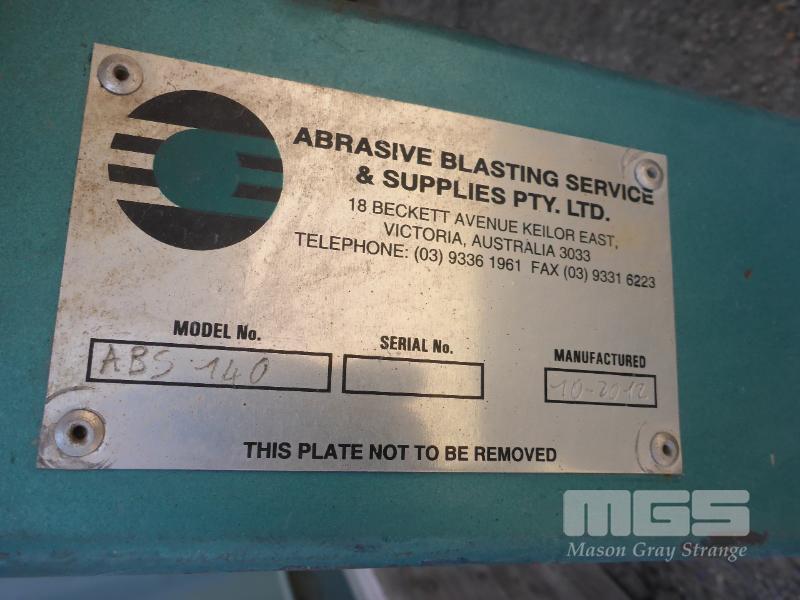 ABRASIVE BLASTING SERVICE
& SUPPLIES PTY. LTD.
18 BECKETT AVENUE KEILOR EAST,
VICTORIA, AUSTRALIA 3033
TELEPHONE: (03) 9336 1961 FAX (03) 9331 6223
MODEL No. SERIAL No. MANUFACTURED
ABS 140 10-2012
THIS PLATE NOT TO BE REMOVED
MGS
Mason Gray Strange